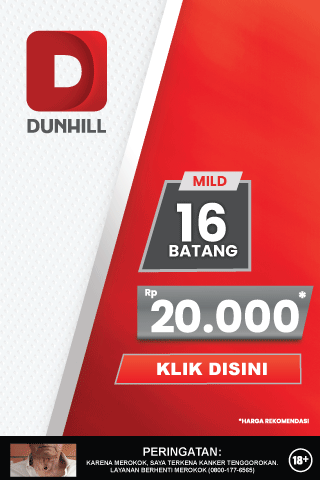 D
DUNHILL
MILD
16
BATANG
Rp
20.000*
KLIK DISINI
*HARGA REKOMENDASI
PERINGATAN:
KARENA MEROKOK, SAYA TERKENA KANKER TENGGOROKAN.
LAYANAN BERHENTI MEROKOK (0800-177-6565)
18+